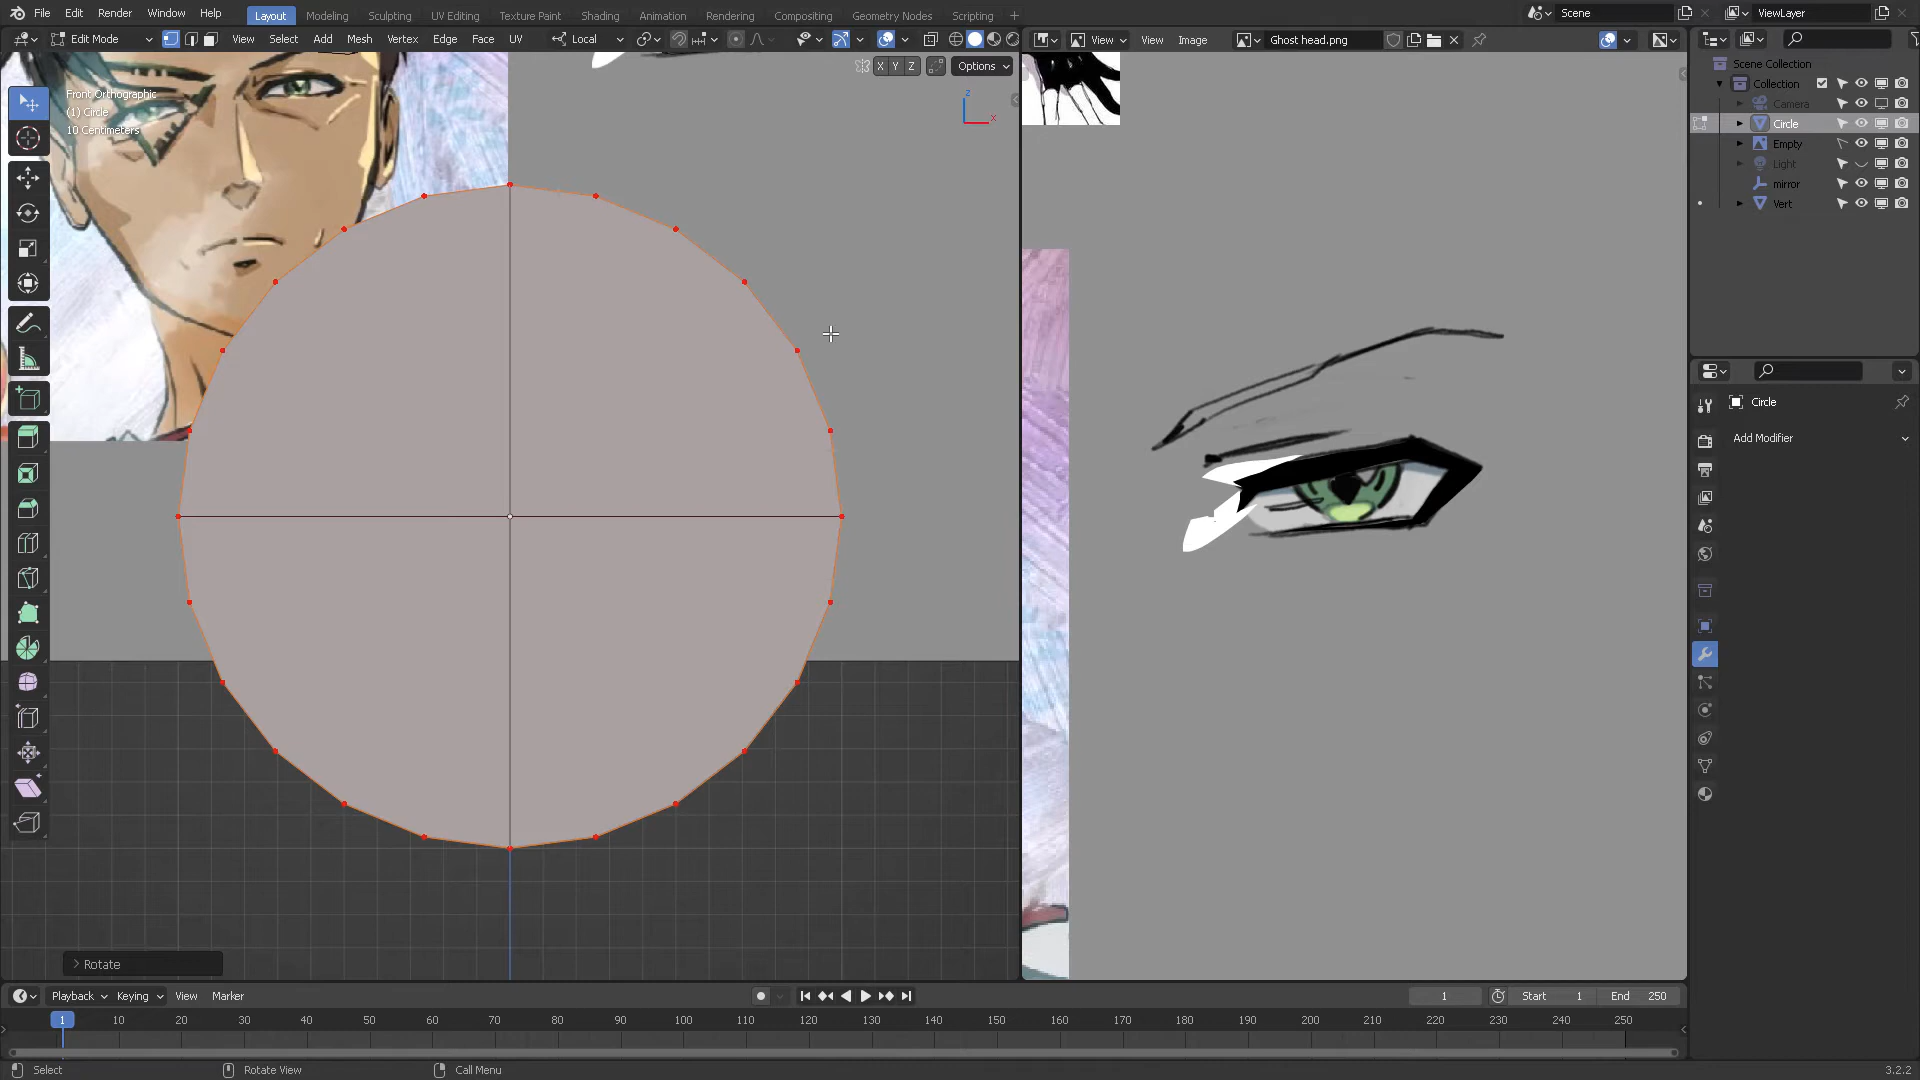 File Edit Render Window Help Layout Modeling Sculpting UV Editing Texture Paint Shading Animation Rendering Compositing Geometry Nodes Scripting + Scene ViewLayer
Edit Mode View Select Add Mesh Vertex Edge Face UV Local View View Image Ghost head.png
X Y Z Options
Front Orthographic
(1) Circle
10 Centimeters
z
x
Scene Collection
Collection
Camera
Circle
Empty
Light
mirror
Vert
Circle
Add Modifier
Rotate
Playback Keying View Marker 1 Start 1 End 250
1 10 20 30 40 50 60 70 80 90 100 110 120 130 140 150 160 170 180 190 200 210 220 230 240 250
Select Rotate View Call Menu 3.2.2